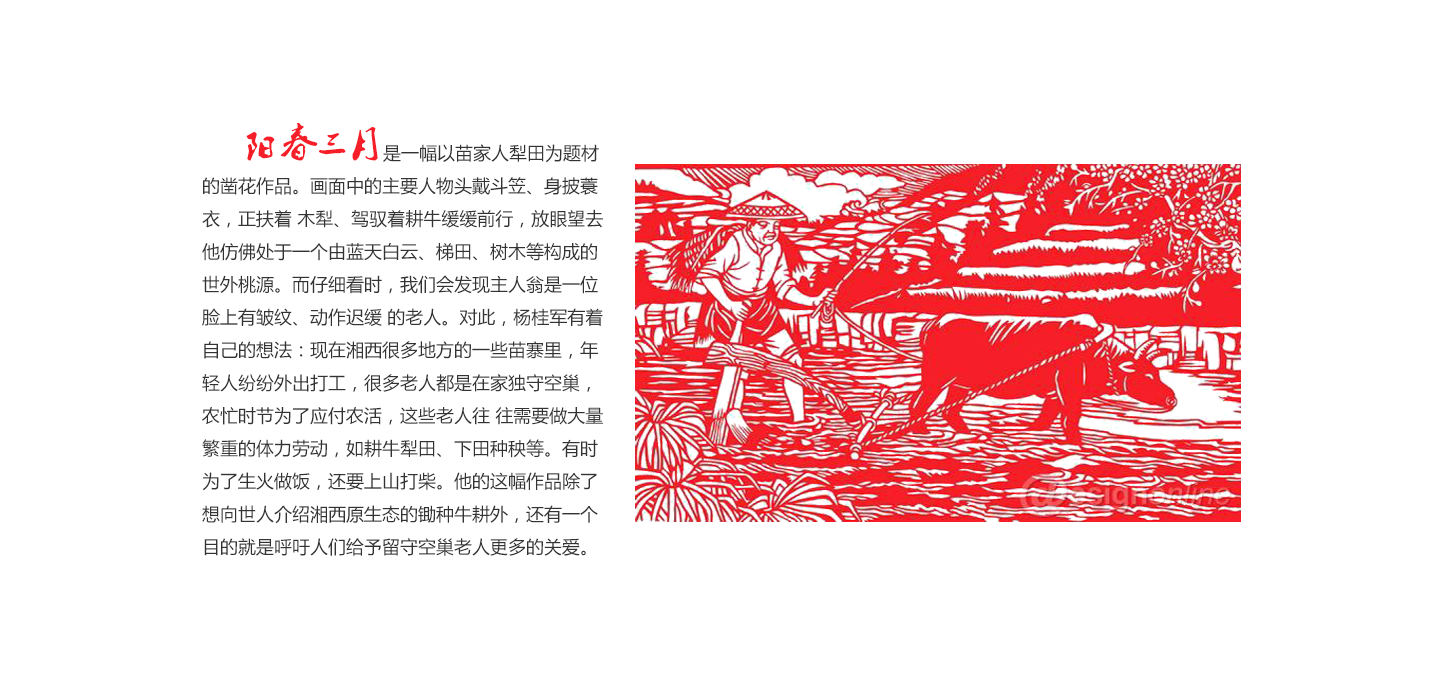 阳春三月是一幅以苗家人犁田为题材
的凿花作品。画面中的主要人物头戴斗笠、身披蓑
衣，正扶着 木犁、驾驭着耕牛缓缓前行，放眼望去
他仿佛处于一个由蓝天白云、梯田、树木等构成的
世外桃源。而仔细看时，我们会发现主人翁是一位
脸上有皱纹、动作迟缓 的老人。对此，杨桂军有着
自己的想法：现在湘西很多地方的一些苗寨里，年
轻人纷纷外出打工，很多老人都是在家独守空巢，
农忙时节为了应付农活，这些老人往 往需要做大量
繁重的体力劳动，如耕牛犁田、下田种秧等。有时
为了生火做饭，还要上山打柴。他的这幅作品除了
想向世人介绍湘西原生态的锄种牛耕外，还有一个
目的就是呼吁人们给予留守空巢老人更多的关爱。